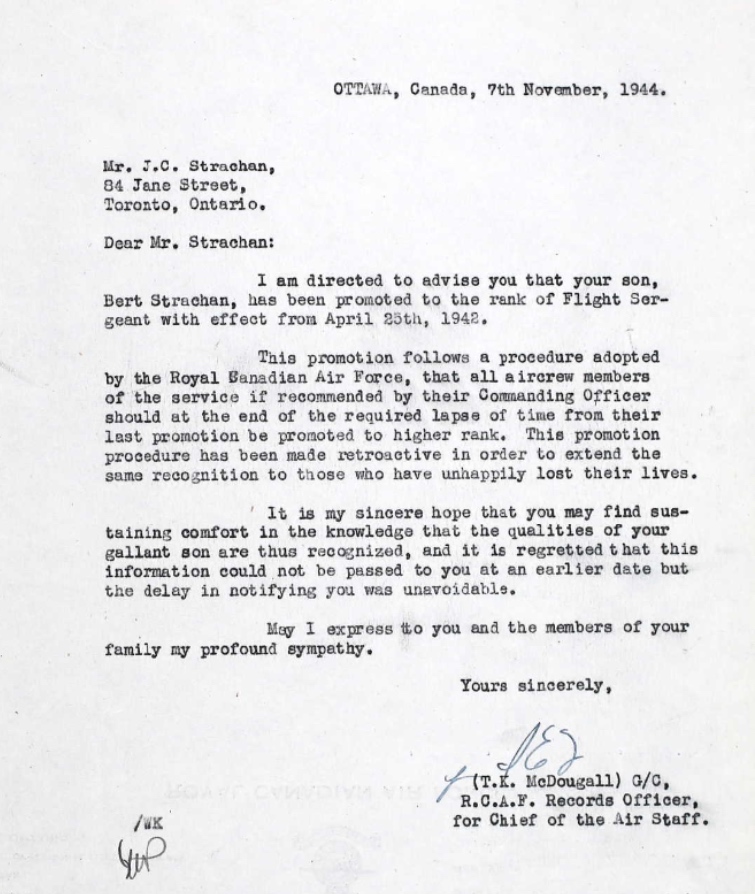 OTTAWA, Canada, 7th November, 1944.
Mr. J.C. Strachan,
84 Jane Street,
Toronto, Ontario.
Dear Mr. Strachan:
I am directed to advise you that your son,
Bert Strachan, has been promoted to the rank of Flight Ser-
geant with effect from April 25th, 1942.
This promotion follows a procedure adopted
by the Royal Banadian Air Force, that all aircrew members
of the service if recommended by their Commanding Officer
should at the end of the required lapse of time from their
last promotion be promoted to higher rank. This promotion
procedure has been made retroactive in order to extend the
same recognition to those who have unhappily lost their lives.
It is my sincere hope that you may find sus-
taining comfort in the knowledge that the qualities of your
gallant son are thus recognized, and it is regretted that this
information could not be passed to you at an earlier date but
the delay in notifying you was unavoidable.
May I express to you and the members of your
family my profound sympathy.
Yours sincerely,
(T.K. McDougall) G/C,
R.C.A.F. Records Officer,
for Chief of the Air Staff.
/WK